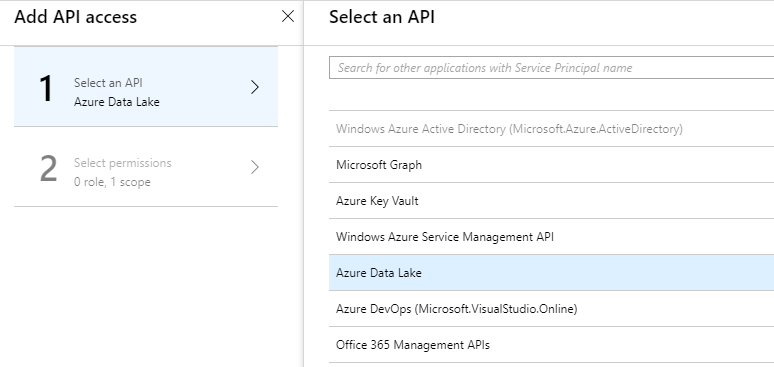 Add API access
Select an API
1
Select an API
Azure Data Lake
2
Select permissions
0 role, 1 scope
Search for other applications with Service Principal name
Windows Azure Active Directory (Microsoft.Azure.ActiveDirectory)
Microsoft Graph
Azure Key Vault
Windows Azure Service Management API
Azure Data Lake
Azure DevOps (Microsoft.VisualStudio.Online)
Office 365 Management APIs